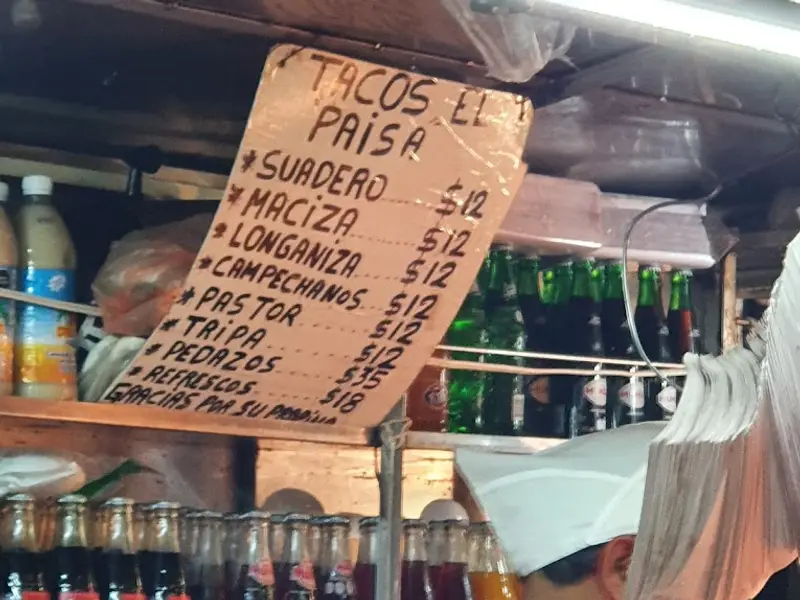 TACOS EL
PAISA
* SUADERO $12
* MACIZA $12
* LONGANIZA $12
* CAMPECHANOS $12
* PASTOR $12
* TRIPA $12
* PEDAZOS $35
* REFRESCOS $18
GRACIAS POR SU